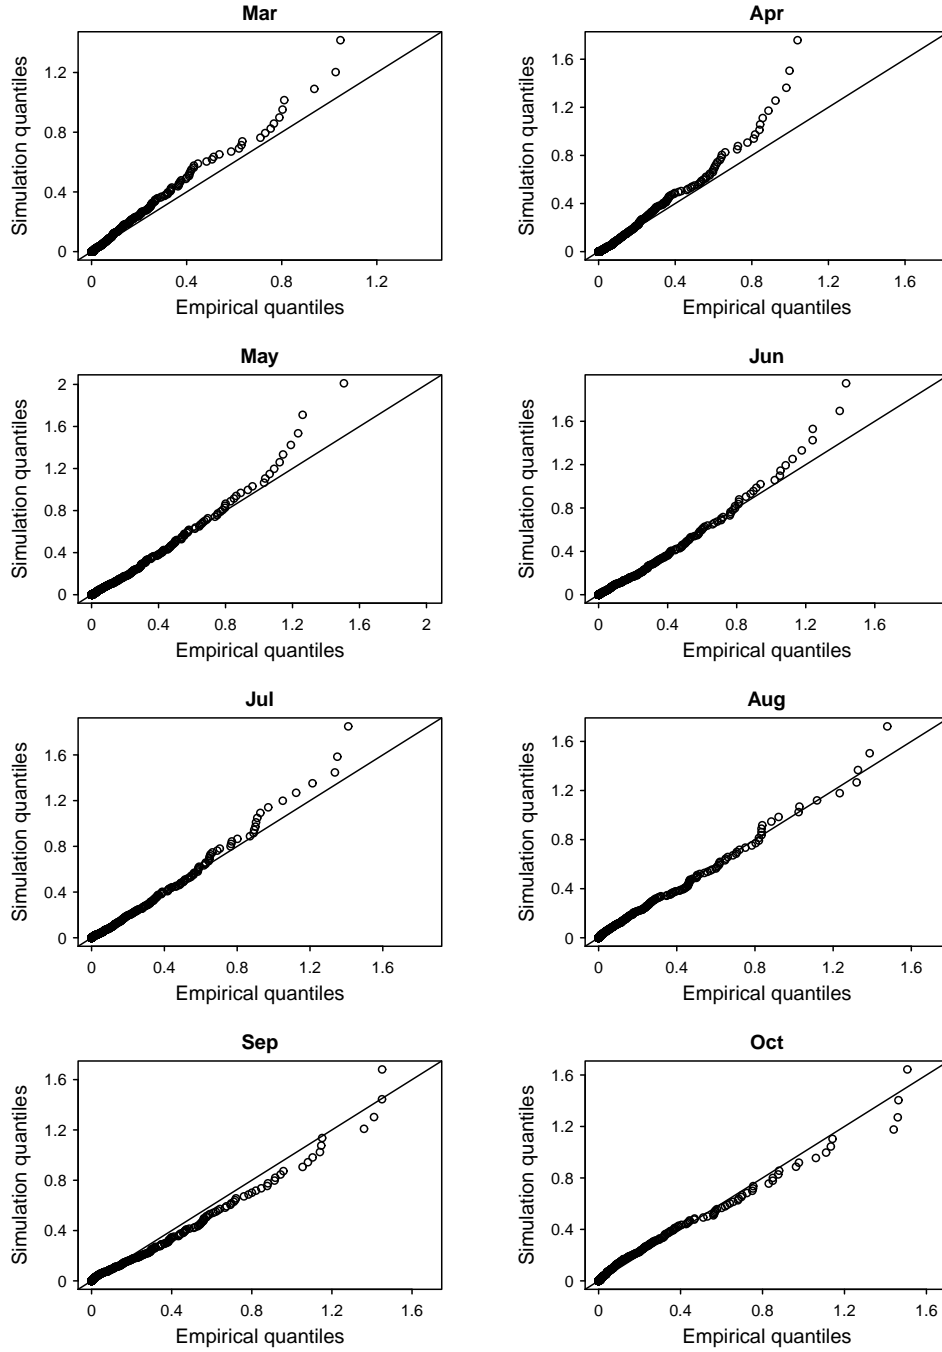 Mar
Simulation quantiles
1.2
0.8
0.4
0
0 0.4 0.8 1.2
Empirical quantiles
Apr
Simulation quantiles
1.6
1.2
0.8
0.4
0
0 0.4 0.8 1.2 1.6
Empirical quantiles
May
Simulation quantiles
2
1.6
1.2
0.8
0.4
0
0 0.4 0.8 1.2 1.6 2
Empirical quantiles
Jun
Simulation quantiles
1.6
1.2
0.8
0.4
0
0 0.4 0.8 1.2 1.6
Empirical quantiles
Jul
Simulation quantiles
1.6
1.2
0.8
0.4
0
0 0.4 0.8 1.2 1.6
Empirical quantiles
Aug
Simulation quantiles
1.6
1.2
0.8
0.4
0
0 0.4 0.8 1.2 1.6
Empirical quantiles
Sep
Simulation quantiles
1.6
1.2
0.8
0.4
0
0 0.4 0.8 1.2 1.6
Empirical quantiles
Oct
Simulation quantiles
1.6
1.2
0.8
0.4
0
0 0.4 0.8 1.2 1.6
Empirical quantiles